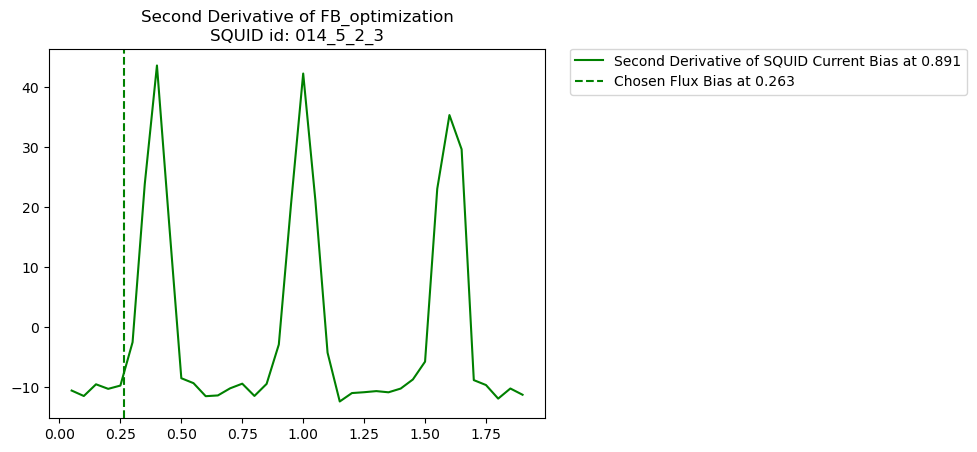 Second Derivative of FB_optimization
SQUID id: 014_5_2_3
Second Derivative of SQUID Current Bias at 0.891
Chosen Flux Bias at 0.263
40
30
20
10
0
−10
0.00 0.25 0.50 0.75 1.00 1.25 1.50 1.75